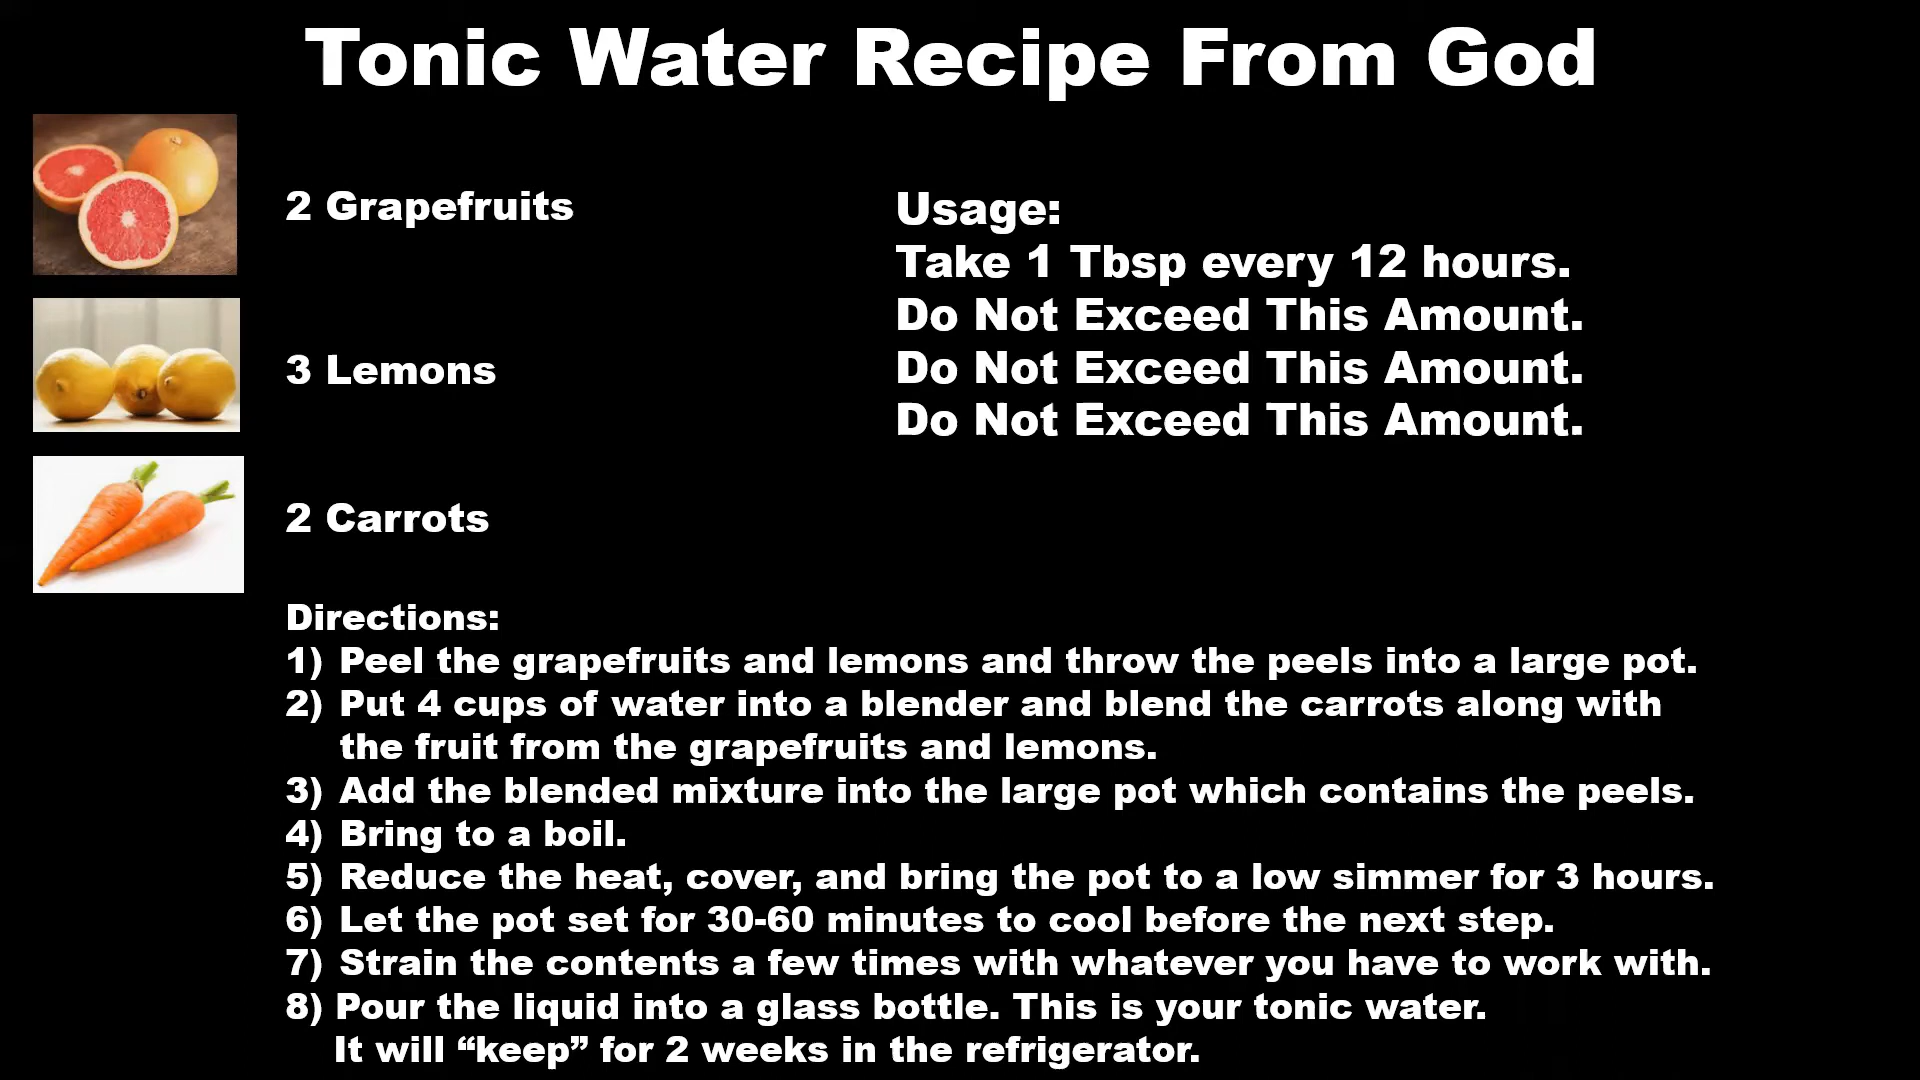 Tonic Water Recipe From God
2 Grapefruits
3 Lemons
2 Carrots
Usage:
Take 1 Tbsp every 12 hours.
Do Not Exceed This Amount.
Do Not Exceed This Amount.
Do Not Exceed This Amount.
Directions:
1) Peel the grapefruits and lemons and throw the peels into a large pot.
2) Put 4 cups of water into a blender and blend the carrots along with
the fruit from the grapefruits and lemons.
3) Add the blended mixture into the large pot which contains the peels.
4) Bring to a boil.
5) Reduce the heat, cover, and bring the pot to a low simmer for 3 hours.
6) Let the pot set for 30-60 minutes to cool before the next step.
7) Strain the contents a few times with whatever you have to work with.
8) Pour the liquid into a glass bottle. This is your tonic water.
It will “keep” for 2 weeks in the refrigerator.